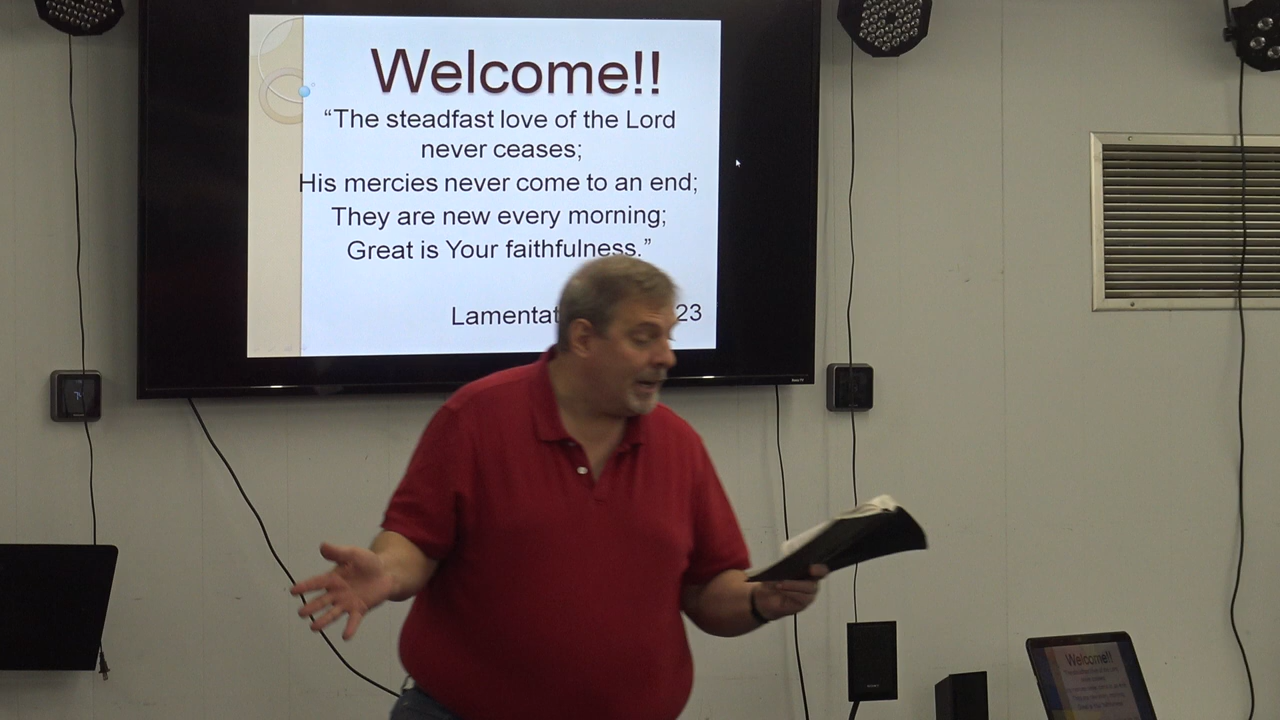 Welcome!!
“The steadfast love of the Lord
never ceases;
His mercies never come to an end;
They are new every morning;
Great is Your faithfulness.”
Lamentat 23
Welcome!!